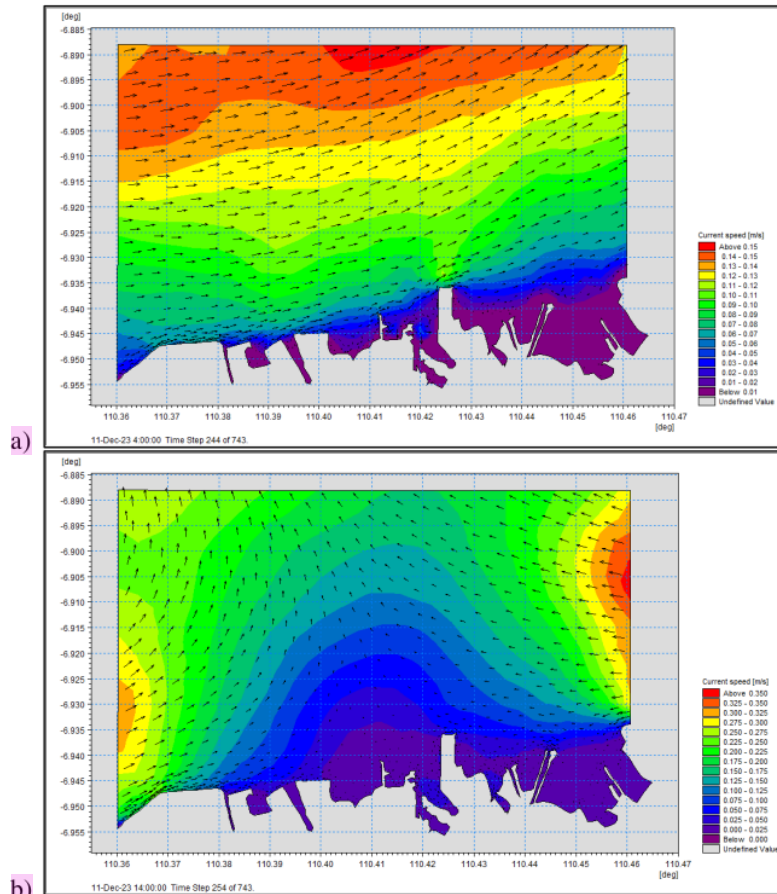 [deg]
-6.885
-6.890
-6.895
-6.900
-6.905
-6.910
-6.915
-6.920
-6.925
-6.930
-6.935
-6.940
-6.945
-6.950
-6.955
110.36 110.37 110.38 110.39 110.40 110.41 110.42 110.43 110.44 110.45 110.46 110.47
[deg]
11-Dec-23 4:00:00 Time Step 244 of 743.
Current speed [m/s]
Above 0.15
0.14 - 0.15
0.13 - 0.14
0.12 - 0.13
0.11 - 0.12
0.10 - 0.11
0.09 - 0.10
0.08 - 0.09
0.07 - 0.08
0.06 - 0.07
0.05 - 0.06
0.04 - 0.05
0.03 - 0.04
0.02 - 0.03
0.01 - 0.02
Below 0.01
Undefined Value
a)
[deg]
-6.885
-6.890
-6.895
-6.900
-6.905
-6.910
-6.915
-6.920
-6.925
-6.930
-6.935
-6.940
-6.945
-6.950
-6.955
110.36 110.37 110.38 110.39 110.40 110.41 110.42 110.43 110.44 110.45 110.46 110.47
[deg]
11-Dec-23 14:00:00 Time Step 254 of 743.
Current speed [m/s]
Above 0.350
0.325 - 0.350
0.300 - 0.325
0.275 - 0.300
0.250 - 0.275
0.225 - 0.250
0.200 - 0.225
0.175 - 0.200
0.150 - 0.175
0.125 - 0.150
0.100 - 0.125
0.075 - 0.100
0.050 - 0.075
0.025 - 0.050
0.000 - 0.025
Below 0.000
Undefined Value
b)